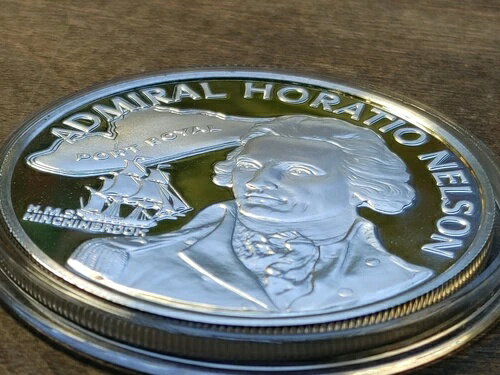 ADMIRAL HORATIO NELSON
PORT ROYAL
H.M.S.
HINCHINBROOK